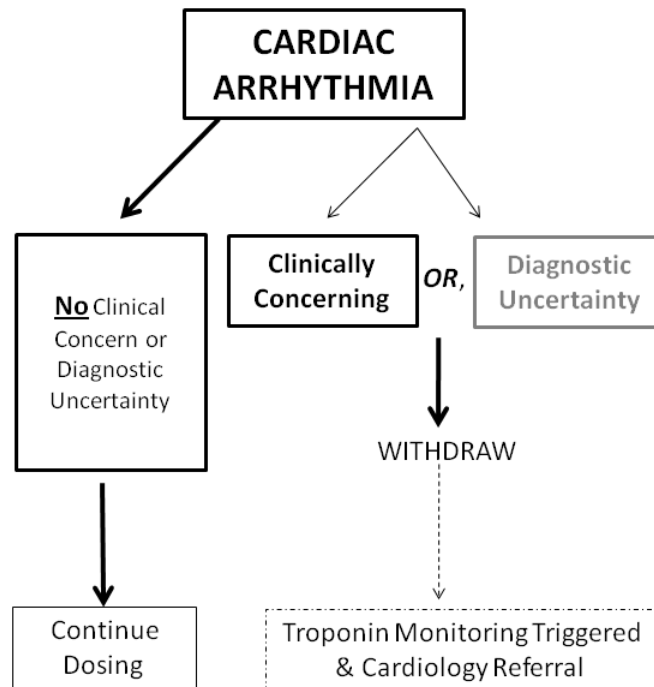 CARDIAC
ARRHYTHMIA
No Clinical
Concern or
Diagnostic
Uncertainty
Clinically
Concerning
OR,
Diagnostic
Uncertainty
WITHDRAW
Continue
Dosing
Troponin Monitoring Triggered
& Cardiology Referral